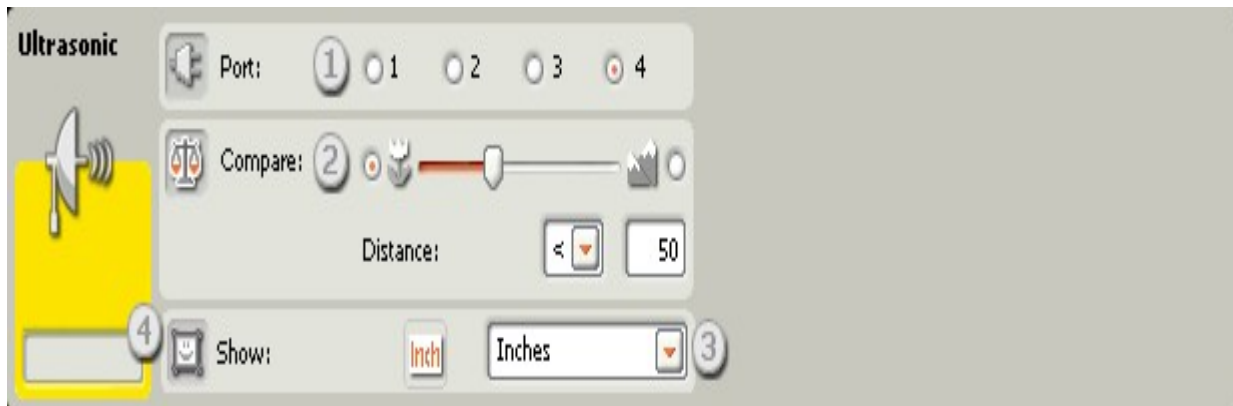 Ultrasonic
Port: 1 1 2 3 4
Compare: 2
Distance: < 50
4 Show: Inch Inches 3